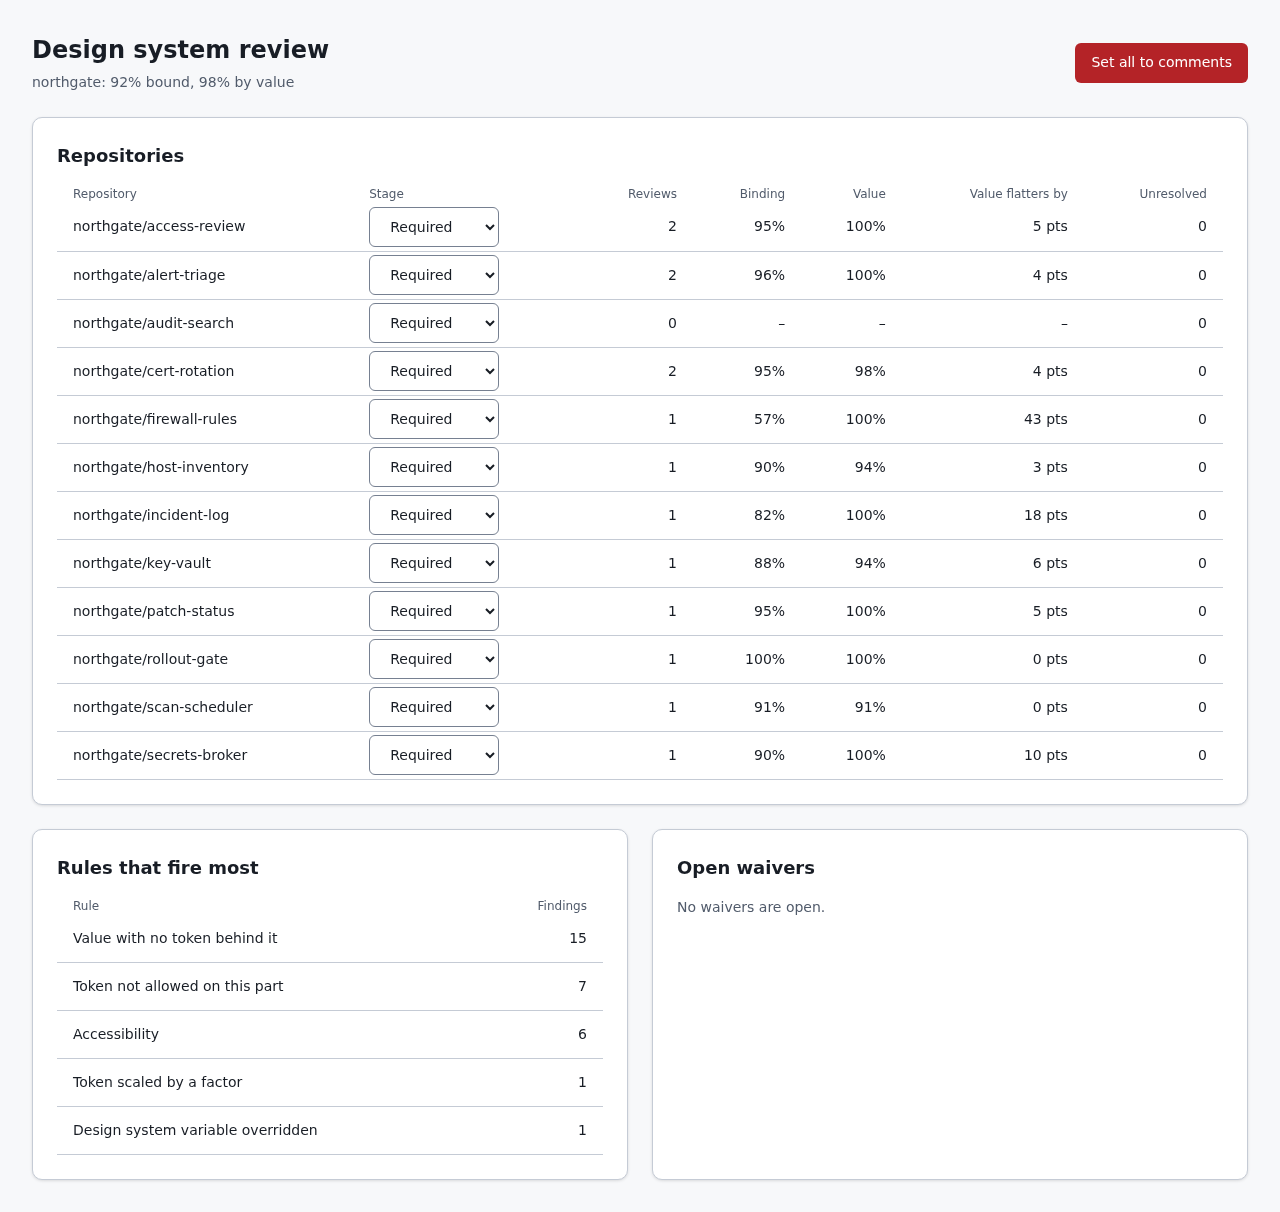 Design system review
northgate: 92% bound, 98% by value
Set all to comments
Repositories
Repository Stage Reviews Binding Value Value flatters by Unresolved
northgate/access-review Required 2 95% 100% 5 pts 0
northgate/alert-triage Required 2 96% 100% 4 pts 0
northgate/audit-search Required 0 – – – 0
northgate/cert-rotation Required 2 95% 98% 4 pts 0
northgate/firewall-rules Required 1 57% 100% 43 pts 0
northgate/host-inventory Required 1 90% 94% 3 pts 0
northgate/incident-log Required 1 82% 100% 18 pts 0
northgate/key-vault Required 1 88% 94% 6 pts 0
northgate/patch-status Required 1 95% 100% 5 pts 0
northgate/rollout-gate Required 1 100% 100% 0 pts 0
northgate/scan-scheduler Required 1 91% 91% 0 pts 0
northgate/secrets-broker Required 1 90% 100% 10 pts 0
Rules that fire most
Rule Findings
Value with no token behind it 15
Token not allowed on this part 7
Accessibility 6
Token scaled by a factor 1
Design system variable overridden 1
Open waivers
No waivers are open.